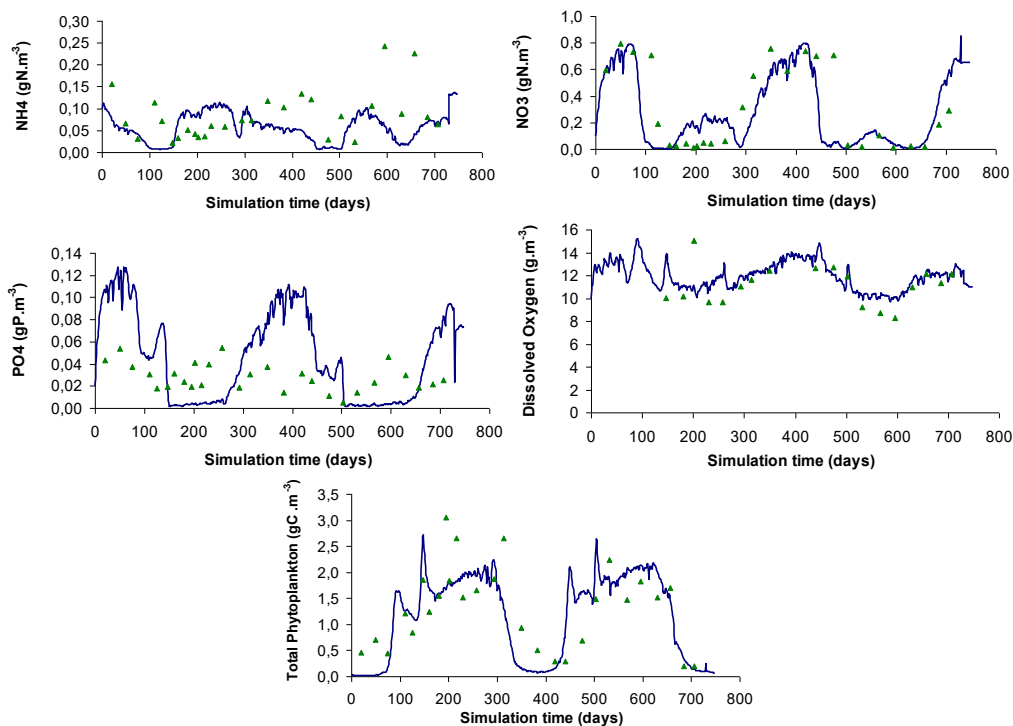 NH4 (gN.m-3)
0,30
0,25
0,20
0,15
0,10
0,05
0,00
0 100 200 300 400 500 600 700 800
Simulation time (days)
NO3 (gN.m-3)
1,0
0,8
0,6
0,4
0,2
0,0
0 100 200 300 400 500 600 700 800
Simulation time (days)
PO4 (gP.m-3)
0,14
0,12
0,10
0,08
0,06
0,04
0,02
0,00
0 100 200 300 400 500 600 700 800
Simulation time (days)
Dissolved Oxygen (g.m-3)
16
14
12
10
8
6
4
2
0
0 100 200 300 400 500 600 700 800
Simulation time (days)
Total Phytoplankton (gC .m-3)
3,5
3,0
2,5
2,0
1,5
1,0
0,5
0,0
0 100 200 300 400 500 600 700 800
Simulation time (days)